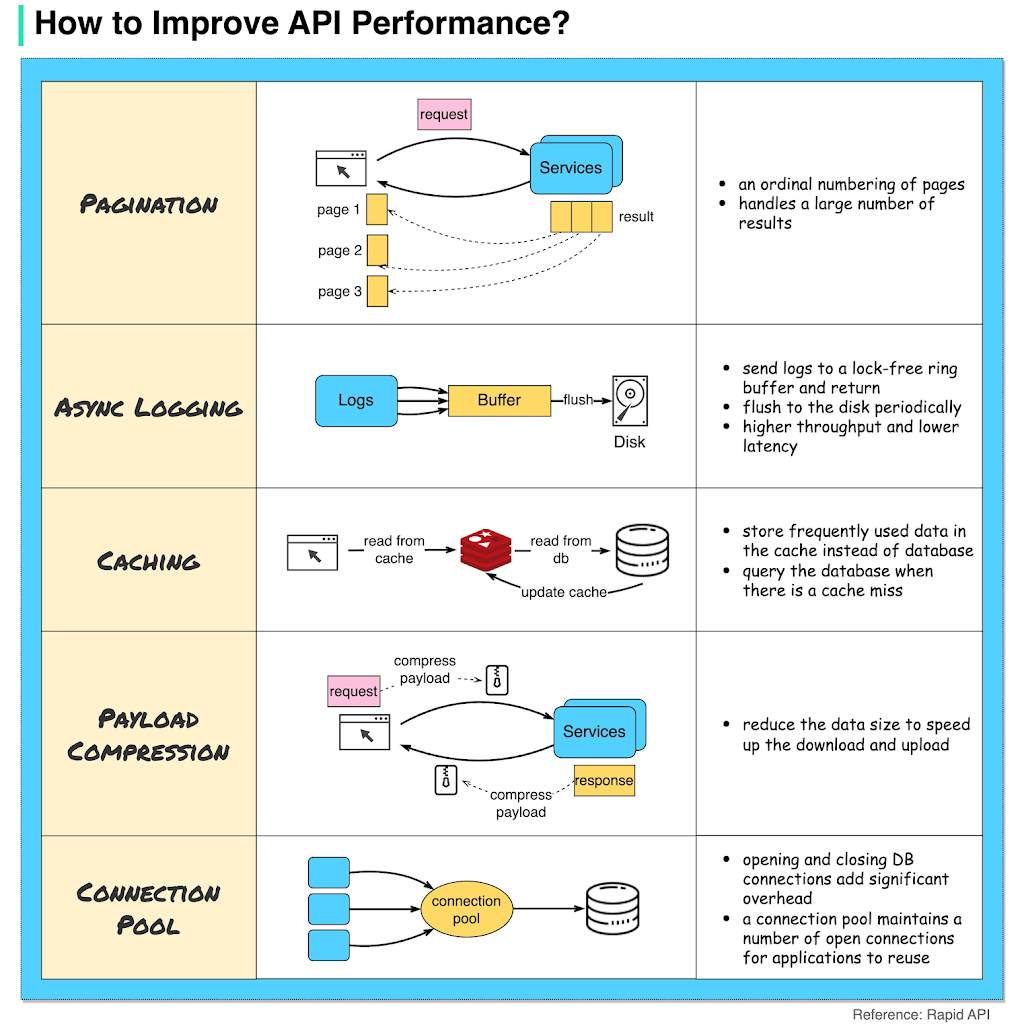 How to Improve API Performance?
PAGINATION
request
Services
page 1
result
page 2
page 3
• an ordinal numbering of pages
• handles a large number of
results
ASYNC LOGGING
Logs
Buffer
flush
Disk
• send logs to a lock-free ring
buffer and return
• flush to the disk periodically
• higher throughput and lower
latency
CACHING
read from
cache
read from
db
update cache
• store frequently used data in
the cache instead of database
• query the database when
there is a cache miss
PAYLOAD
COMPRESSION
compress
payload
request
Services
response
compress
payload
• reduce the data size to speed
up the download and upload
CONNECTION
POOL
connection
pool
• opening and closing DB
connections add significant
overhead
• a connection pool maintains a
number of open connections
for applications to reuse
Reference: Rapid API